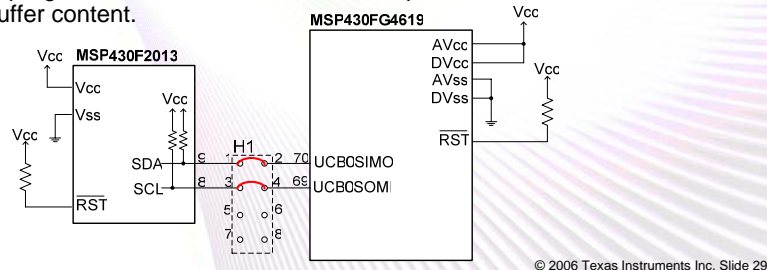 uffer content.
MSP430FG4619
Vcc
MSP430F2013
AVcc
DVcc
AVss
DVss
Vcc
Vcc
Vcc
Vss
Vcc
Vcc
RST
H1
SDA
9
1
2
70
UCB0SIMO
SCL
8
3
4
69
UCB0SOMI
RST
5
6
7
8
© 2006 Texas Instruments Inc. Slide 29